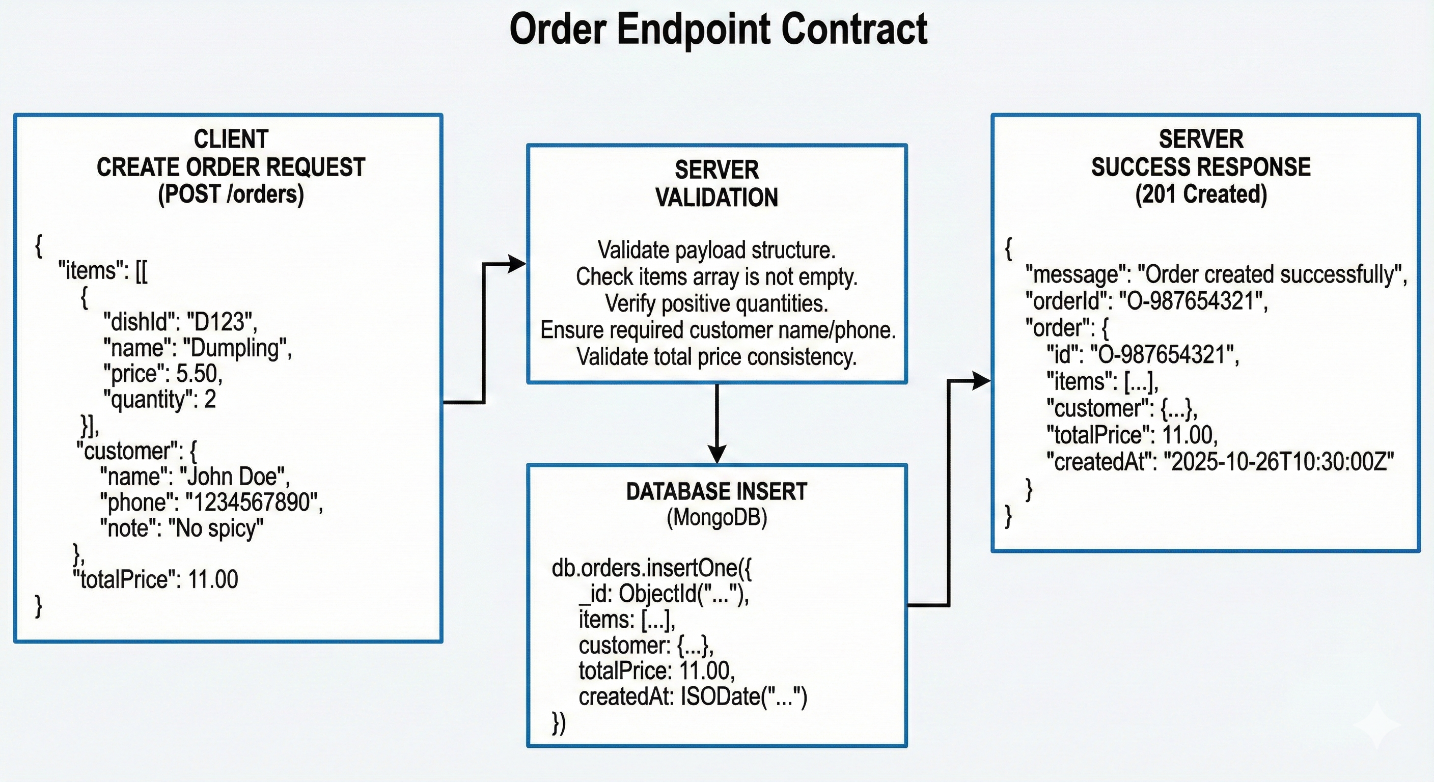 Order Endpoint Contract
CLIENT
CREATE ORDER REQUEST
(POST /orders)
{
"items": [[
{
"dishId": "D123",
"name": "Dumpling",
"price": 5.50,
"quantity": 2
}],
"customer": {
"name": "John Doe",
"phone": "1234567890",
"note": "No spicy"
},
"totalPrice": 11.00
}
SERVER
VALIDATION
Validate payload structure.
Check items array is not empty.
Verify positive quantities.
Ensure required customer name/phone.
Validate total price consistency.
DATABASE INSERT
(MongoDB)
db.orders.insertOne({
_id: ObjectId("..."),
items: [...],
customer: {...},
totalPrice: 11.00,
createdAt: ISODate("...")
})
SERVER
SUCCESS RESPONSE
(201 Created)
{
"message": "Order created successfully",
"orderId": "O-987654321",
"order": {
"id": "O-987654321",
"items": [...],
"customer": {...},
"totalPrice": 11.00,
"createdAt": "2025-10-26T10:30:00Z"
}
}